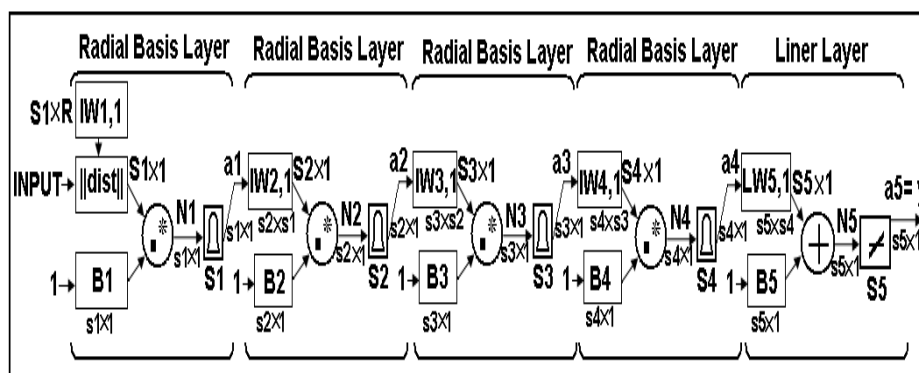 Radial Basis Layer Radial Basis Layer Radial Basis Layer Radial Basis Layer Liner Layer
S1×R IW1,1
INPUT ||dist|| S1×1 N1 a1 IW2,1 S2×1 N2 a2 IW3,1 S3×1 N3 a3 IW4,1 S4×1 N4 a4 LW5,1 S5×1 N5 a5=
s1×1 S1 s1×1 s2×s1 s2×1 S2 s2×1 s3×s2 s3×1 S3 s3×1 s4×s3 s4×1 S4 s4×1 s5×s4 s5×1 S5 s5×1
1 B1 1 B2 1 B3 1 B4 1 B5
s1×1 s2×1 s3×1 s4×1 s5×1